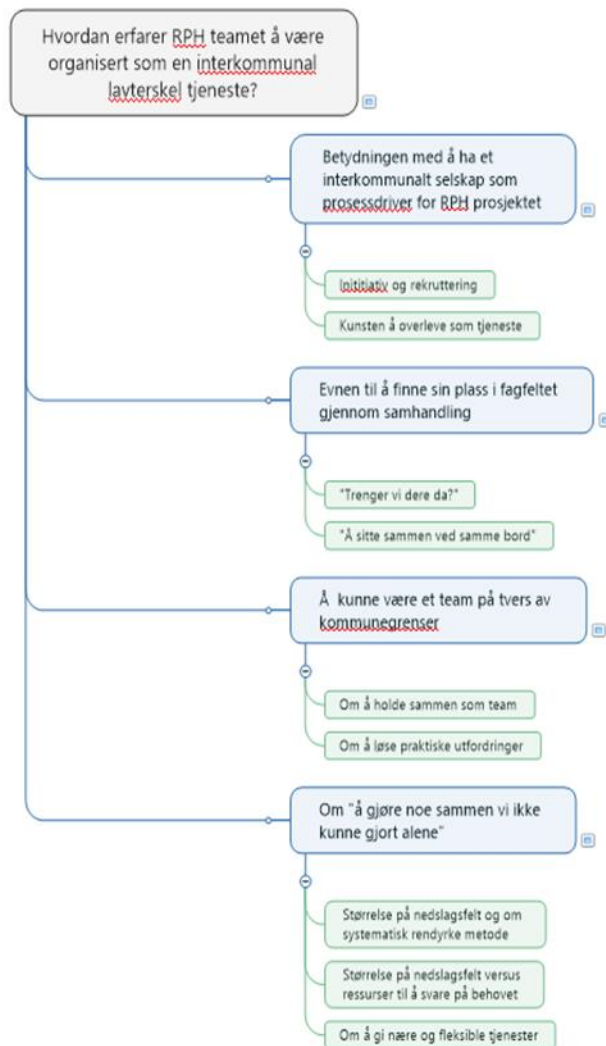 Hvordan erfarer RPH teamet å være
organisert som en interkommunal
lavterskel tjeneste?
Betydningen med å ha et
interkommunalt selskap som
prosessdriver for RPH prosjektet
Inititiativ og rekruttering
Kunsten å overleve som tjeneste
Evnen til å finne sin plass i fagfeltet
gjennom samhandling
"Trenger vi dere da?"
"Å sitte sammen ved samme bord"
Å kunne være et team på tvers av
kommunegrenser
Om å holde sammen som team
Om å løse praktiske utfordringer
Om "å gjøre noe sammen vi ikke
kunne gjort alene"
Størrelse på nedslagsfelt og om
systematisk rendyrke metode
Størrelse på nedslagsfelt versus
ressurser til å svare på behovet
Om å gi nære og fleksible tjenester